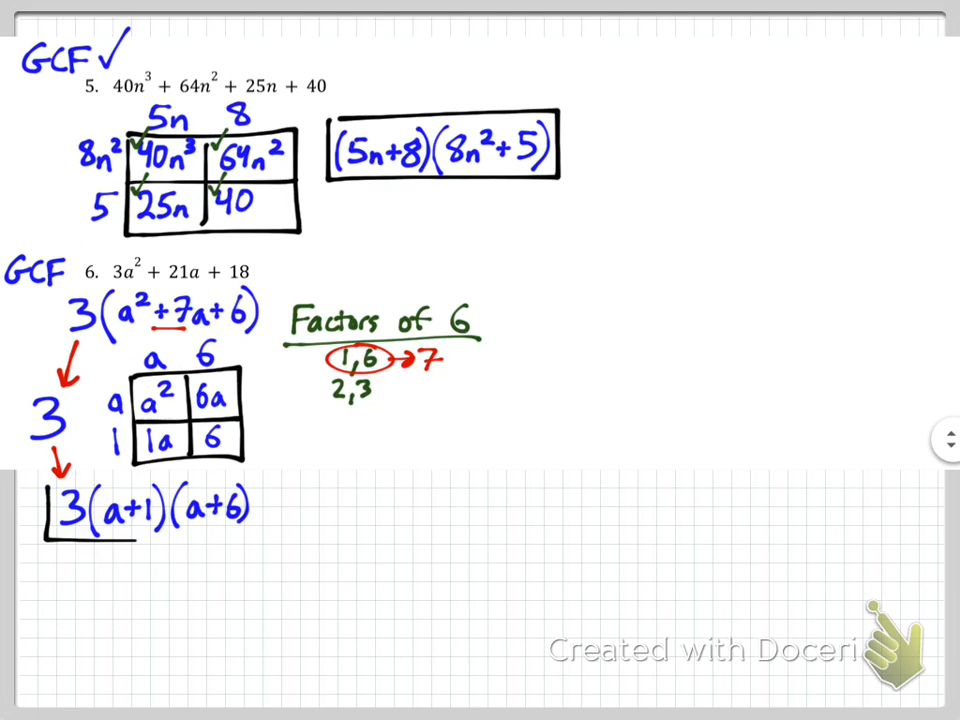 GCF ✓
5. 40n³ + 64n² + 25n + 40
5n 8
8n² 40n³ 64n²
5 25n 40
(5n+8)(8n²+5)
GCF 6. 3a² + 21a + 18
3(a²+7a+6)
a 6
a a² 6a
1 1a 6
3
3(a+1)(a+6)
Factors of 6
1,6 → 7
2,3
Created with Doceri